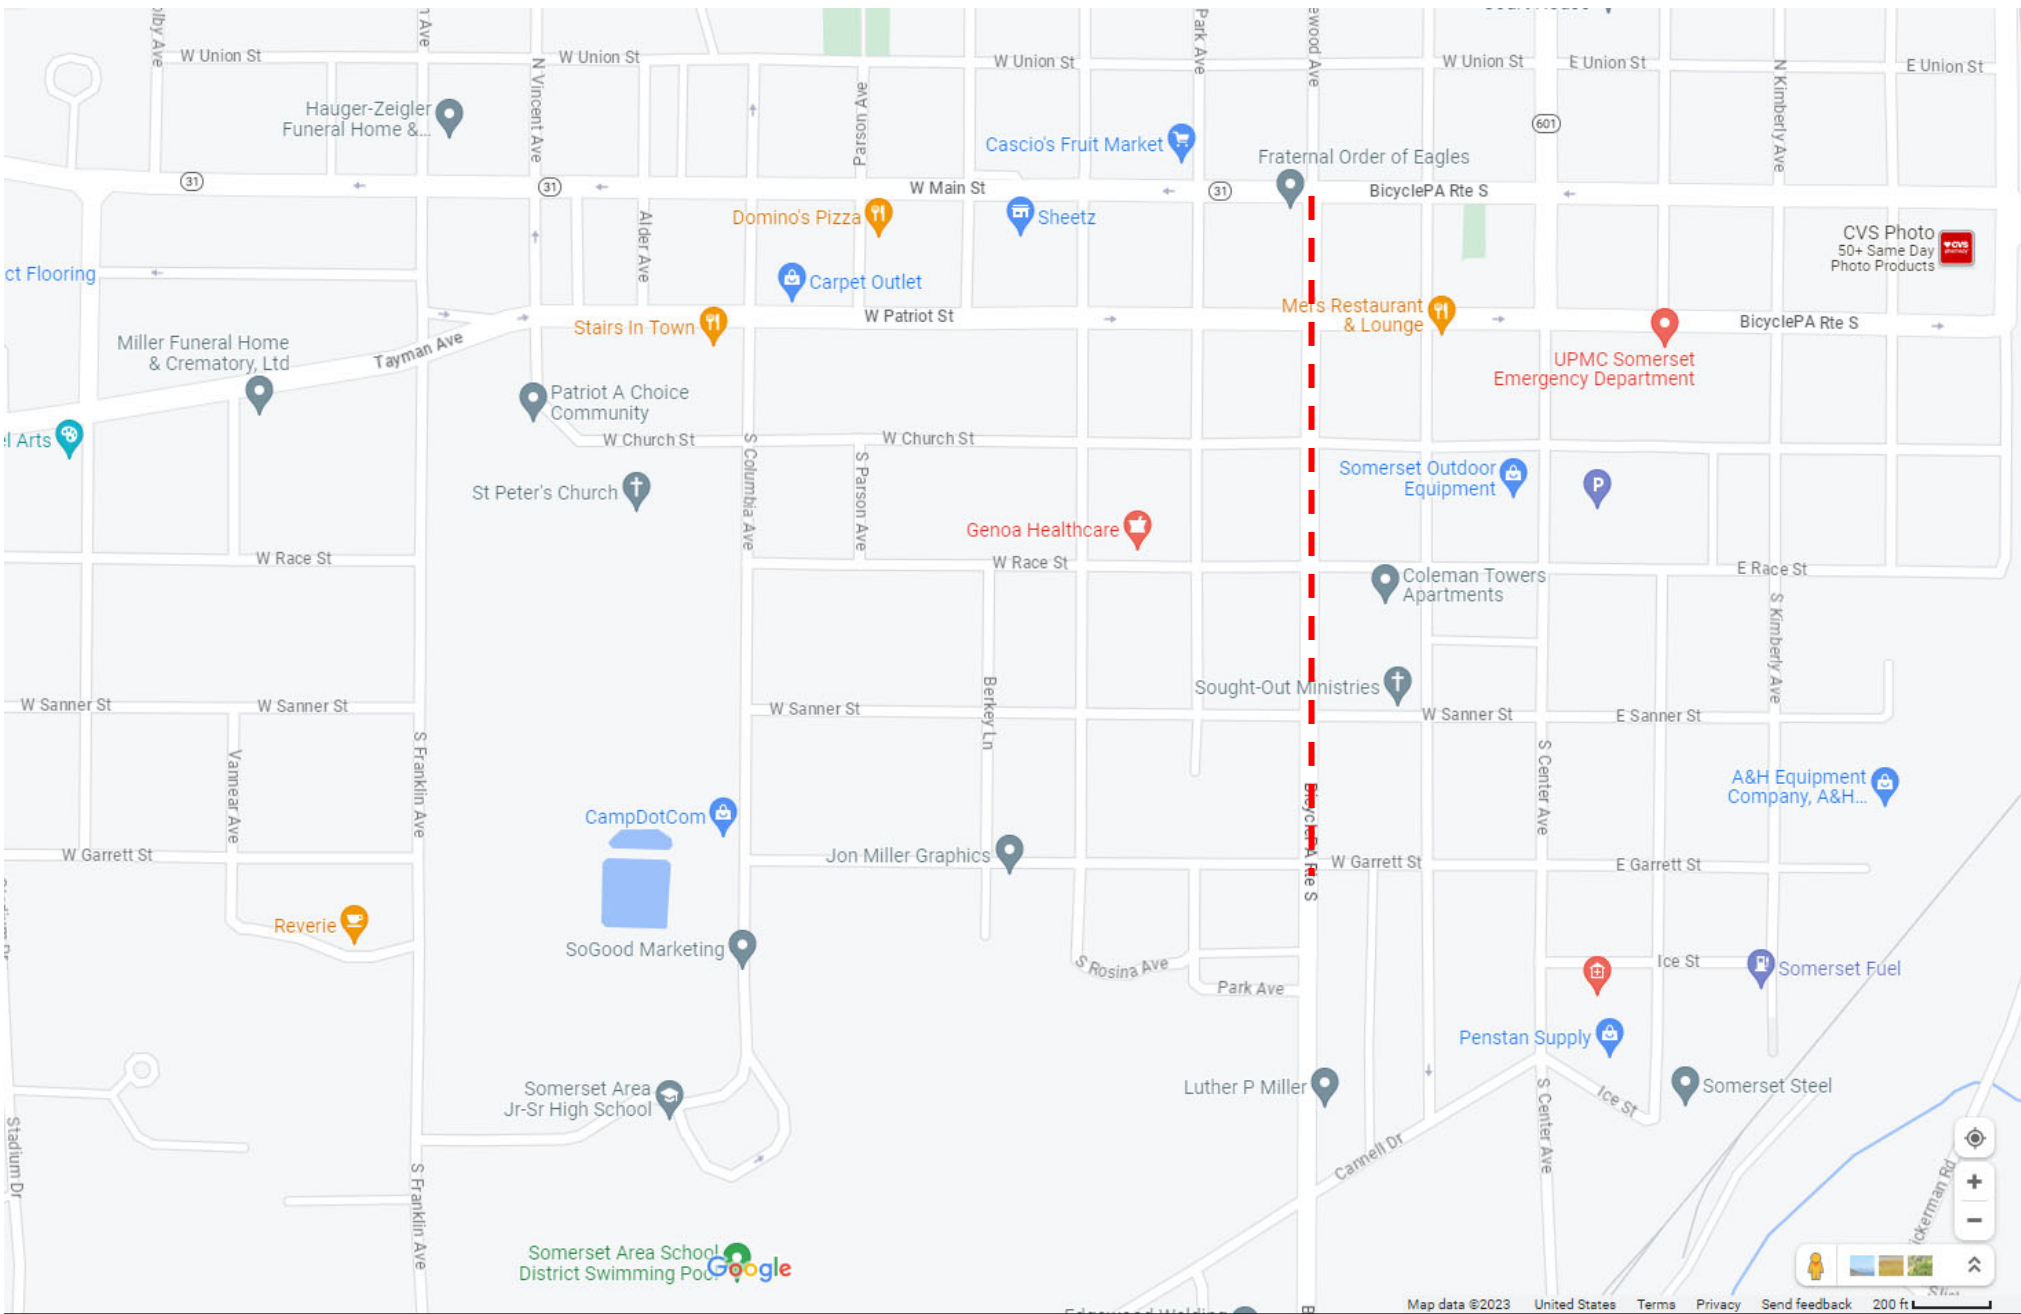 W Union St
W Union St
W Union St
W Union St
E Union St
E Union St
N Vincent Ave
Parson Ave
Park Ave
N Kimberly Ave
601
Hauger-Zeigler
Funeral Home &...
Cascio's Fruit Market
Fraternal Order of Eagles
31
31
W Main St
31
BicyclePA Rte S
Domino's Pizza
Sheetz
Alder Ave
CVS Photo
50+ Same Day
Photo Products
CVS
pharmacy
ct Flooring
Carpet Outlet
Stairs In Town
W Patriot St
Mel's Restaurant
& Lounge
BicyclePA Rte S
Miller Funeral Home
& Crematory, Ltd
Tayman Ave
UPMC Somerset
Emergency Department
Patriot A Choice
Community
l Arts
W Church St
W Church St
S Columbia Ave
S Parson Ave
St Peter's Church
Somerset Outdoor
Equipment
P
Genoa Healthcare
W Race St
W Race St
E Race St
Coleman Towers
Apartments
S Kimberly Ave
Berkey Ln
Sought-Out Ministries
W Sanner St
W Sanner St
W Sanner St
W Sanner St
E Sanner St
Vannear Ave
S Franklin Ave
S Center Ave
CampDotCom
A&H Equipment
Company, A&H...
BicyclePA Rte S
W Garrett St
Jon Miller Graphics
W Garrett St
E Garrett St
Reverie
SoGood Marketing
S Rosina Ave
Park Ave
Ice St
Somerset Fuel
Penstan Supply
Somerset Area
Jr-Sr High School
Luther P Miller
Ice St
Somerset Steel
Stadium Dr
S Franklin Ave
Cannell Dr
S Center Ave
ickerman Rd
Somerset Area School
District Swimming Pool
Google
Map data ©2023
United States
Terms
Privacy
Send feedback
200 ft